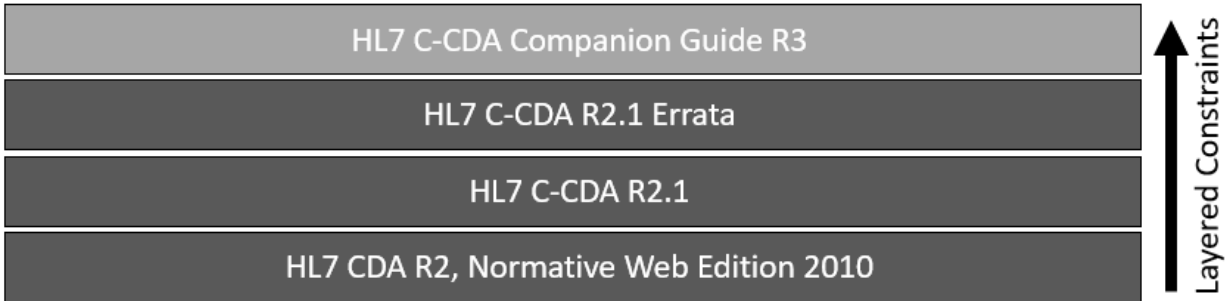 HL7 C-CDA Companion Guide R3
HL7 C-CDA R2.1 Errata
HL7 C-CDA R2.1
HL7 CDA R2, Normative Web Edition 2010
Layered Constraints